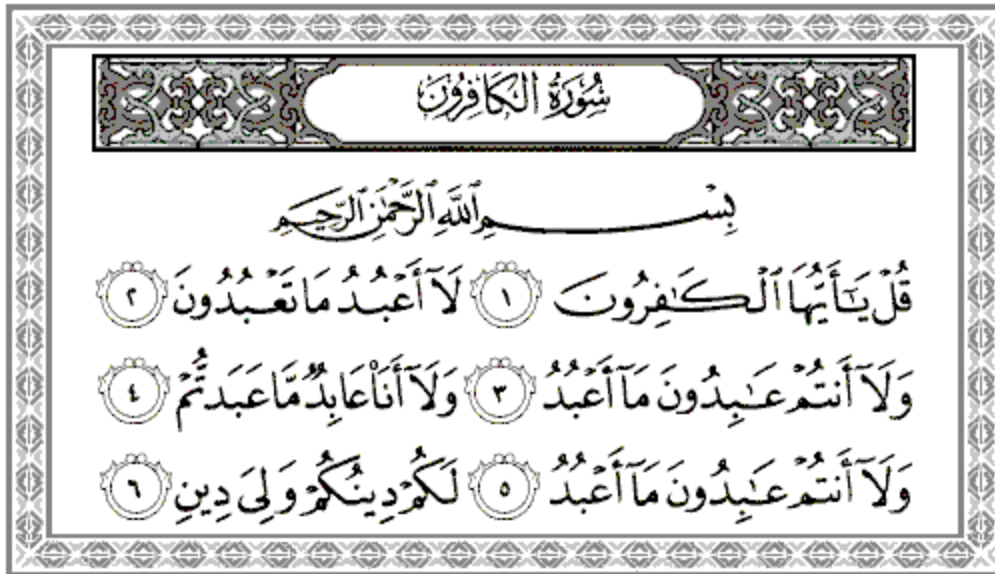 سُورَةُ الكَافِرُونَ
بِسْمِ ٱللَّهِ ٱلرَّحْمَٰنِ ٱلرَّحِيمِ
قُلْ يَٰٓأَيُّهَا ٱلْكَٰفِرُونَ ١ لَآ أَعْبُدُ مَا تَعْبُدُونَ ٢
وَلَآ أَنتُمْ عَٰبِدُونَ مَآ أَعْبُدُ ٣ وَلَآ أَنَا۠ عَابِدٌ مَّا عَبَدتُّمْ ٤
وَلَآ أَنتُمْ عَٰبِدُونَ مَآ أَعْبُدُ ٥ لَكُمْ دِينُكُمْ وَلِىَ دِينِ ٦